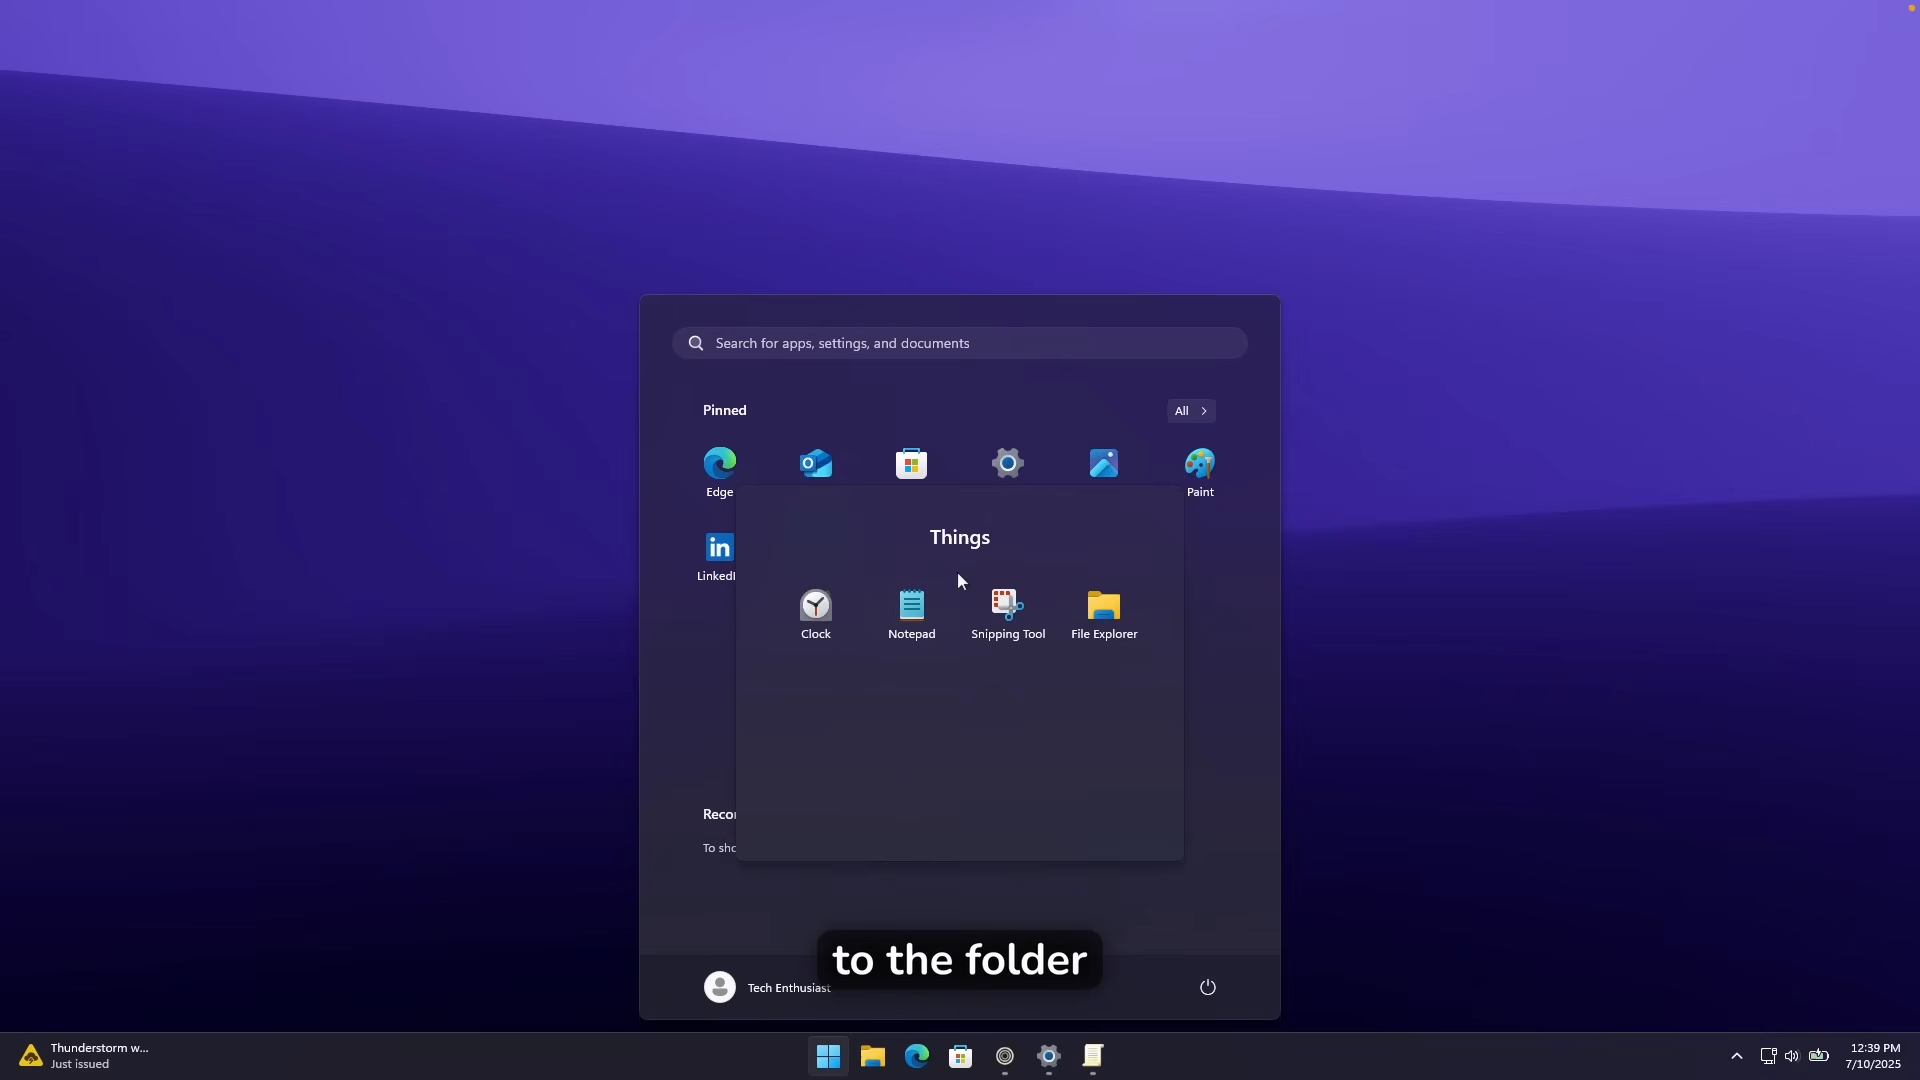 Search for apps, settings, and documents
Pinned
All
Edge
Paint
Things
LinkedI
Clock
Notepad
Snipping Tool
File Explorer
Reco
To sho
to the folder
Tech Enthusiast
Thunderstorm w...
Just issued
12:39 PM
7/10/2025